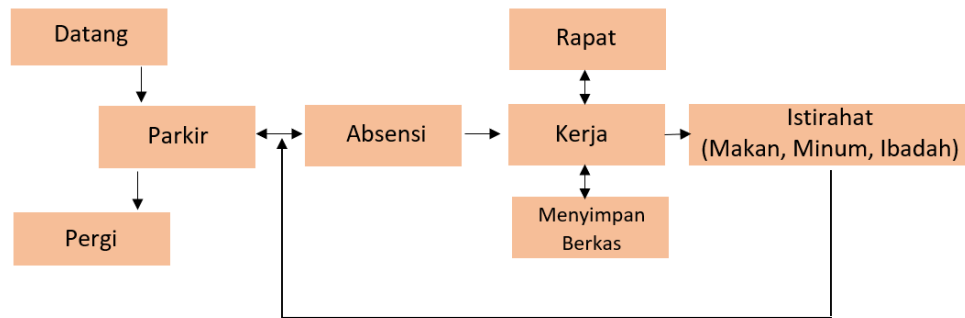 Datang
Rapat
Parkir
Absensi
Kerja
Istirahat
(Makan, Minum, Ibadah)
Pergi
Menyimpan
Berkas